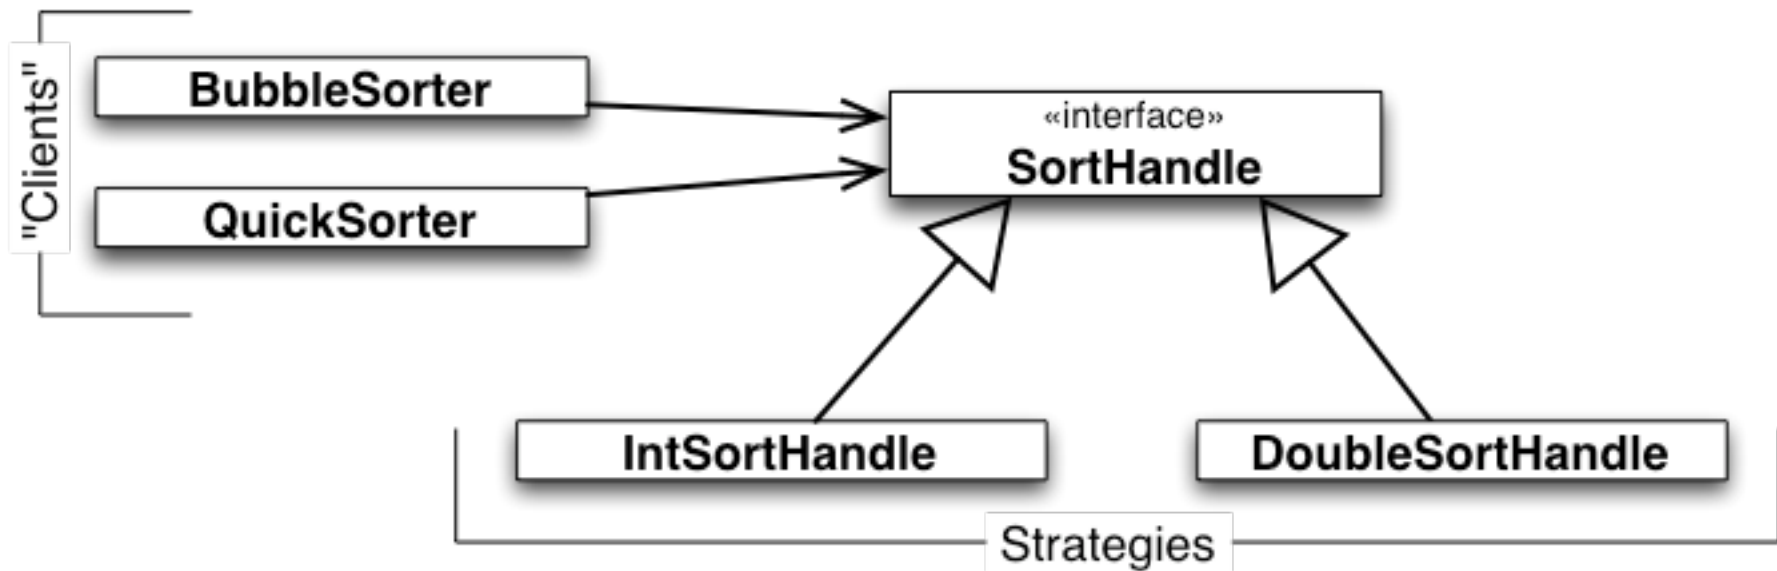 "Clients"
BubbleSorter
QuickSorter
«interface»
SortHandle
IntSortHandle
DoubleSortHandle
Strategies